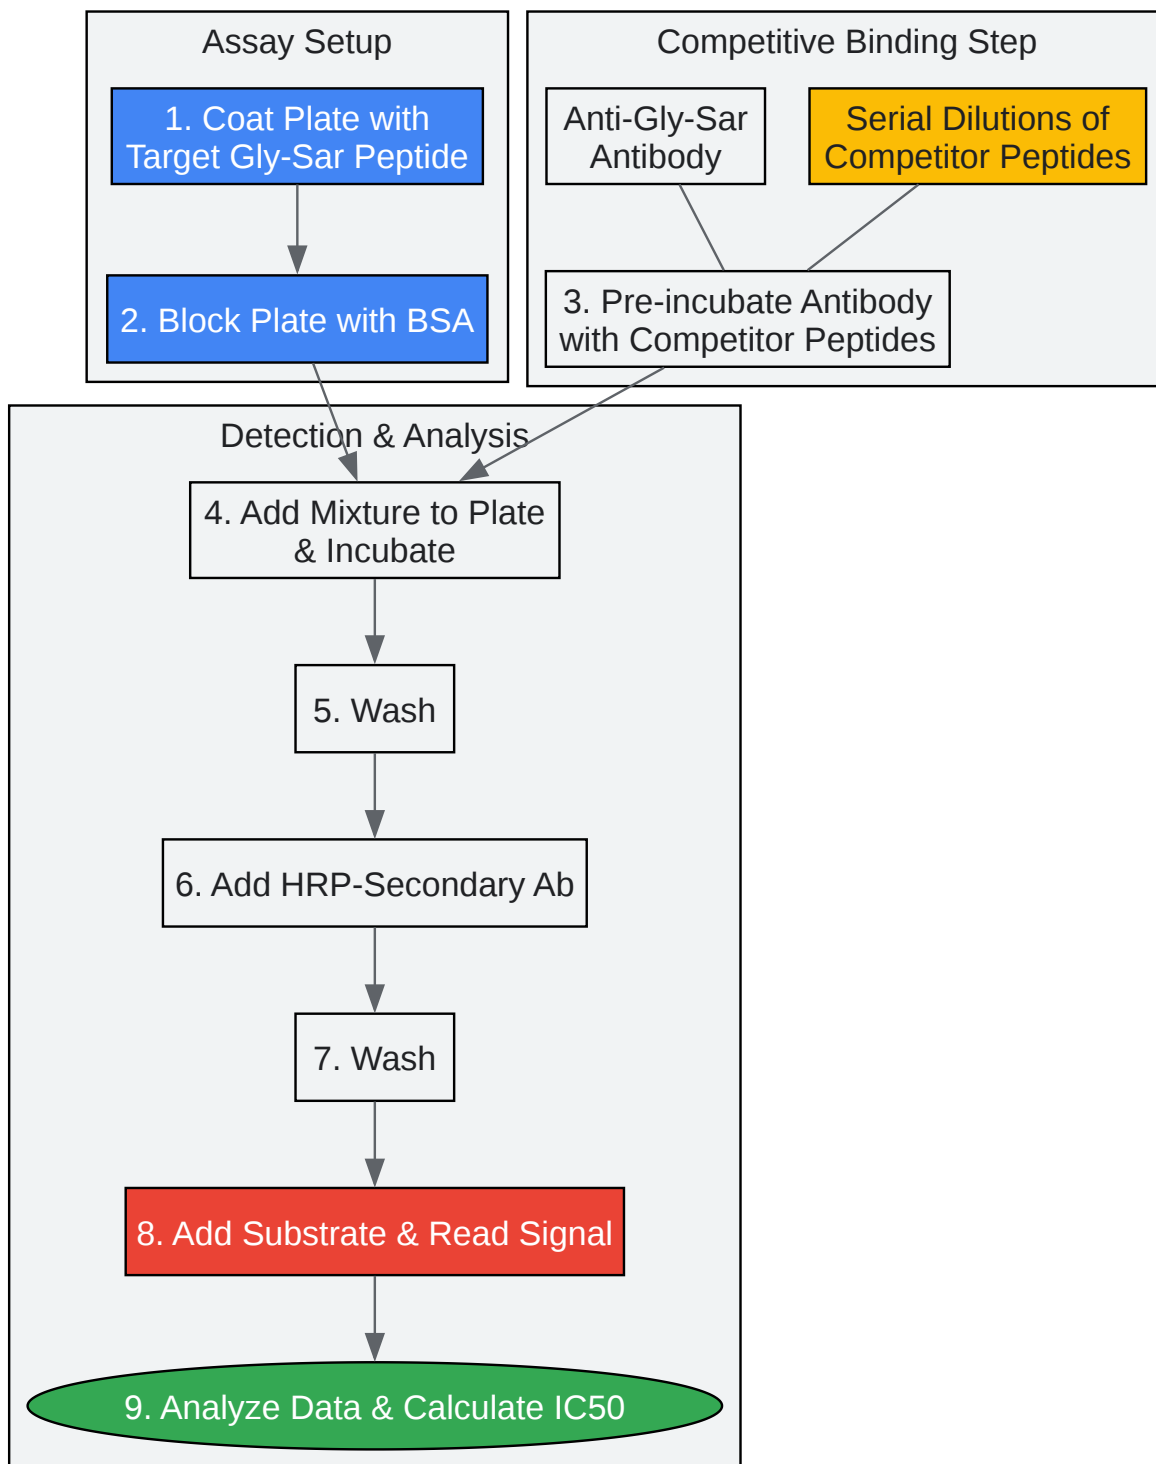 Assay Setup
1. Coat Plate with
Target Gly-Sar Peptide
2. Block Plate with BSA
Competitive Binding Step
Anti-Gly-Sar
Antibody
Serial Dilutions of
Competitor Peptides
3. Pre-incubate Antibody
with Competitor Peptides
Detection & Analysis
4. Add Mixture to Plate
& Incubate
5. Wash
6. Add HRP-Secondary Ab
7. Wash
8. Add Substrate & Read Signal
9. Analyze Data & Calculate IC50